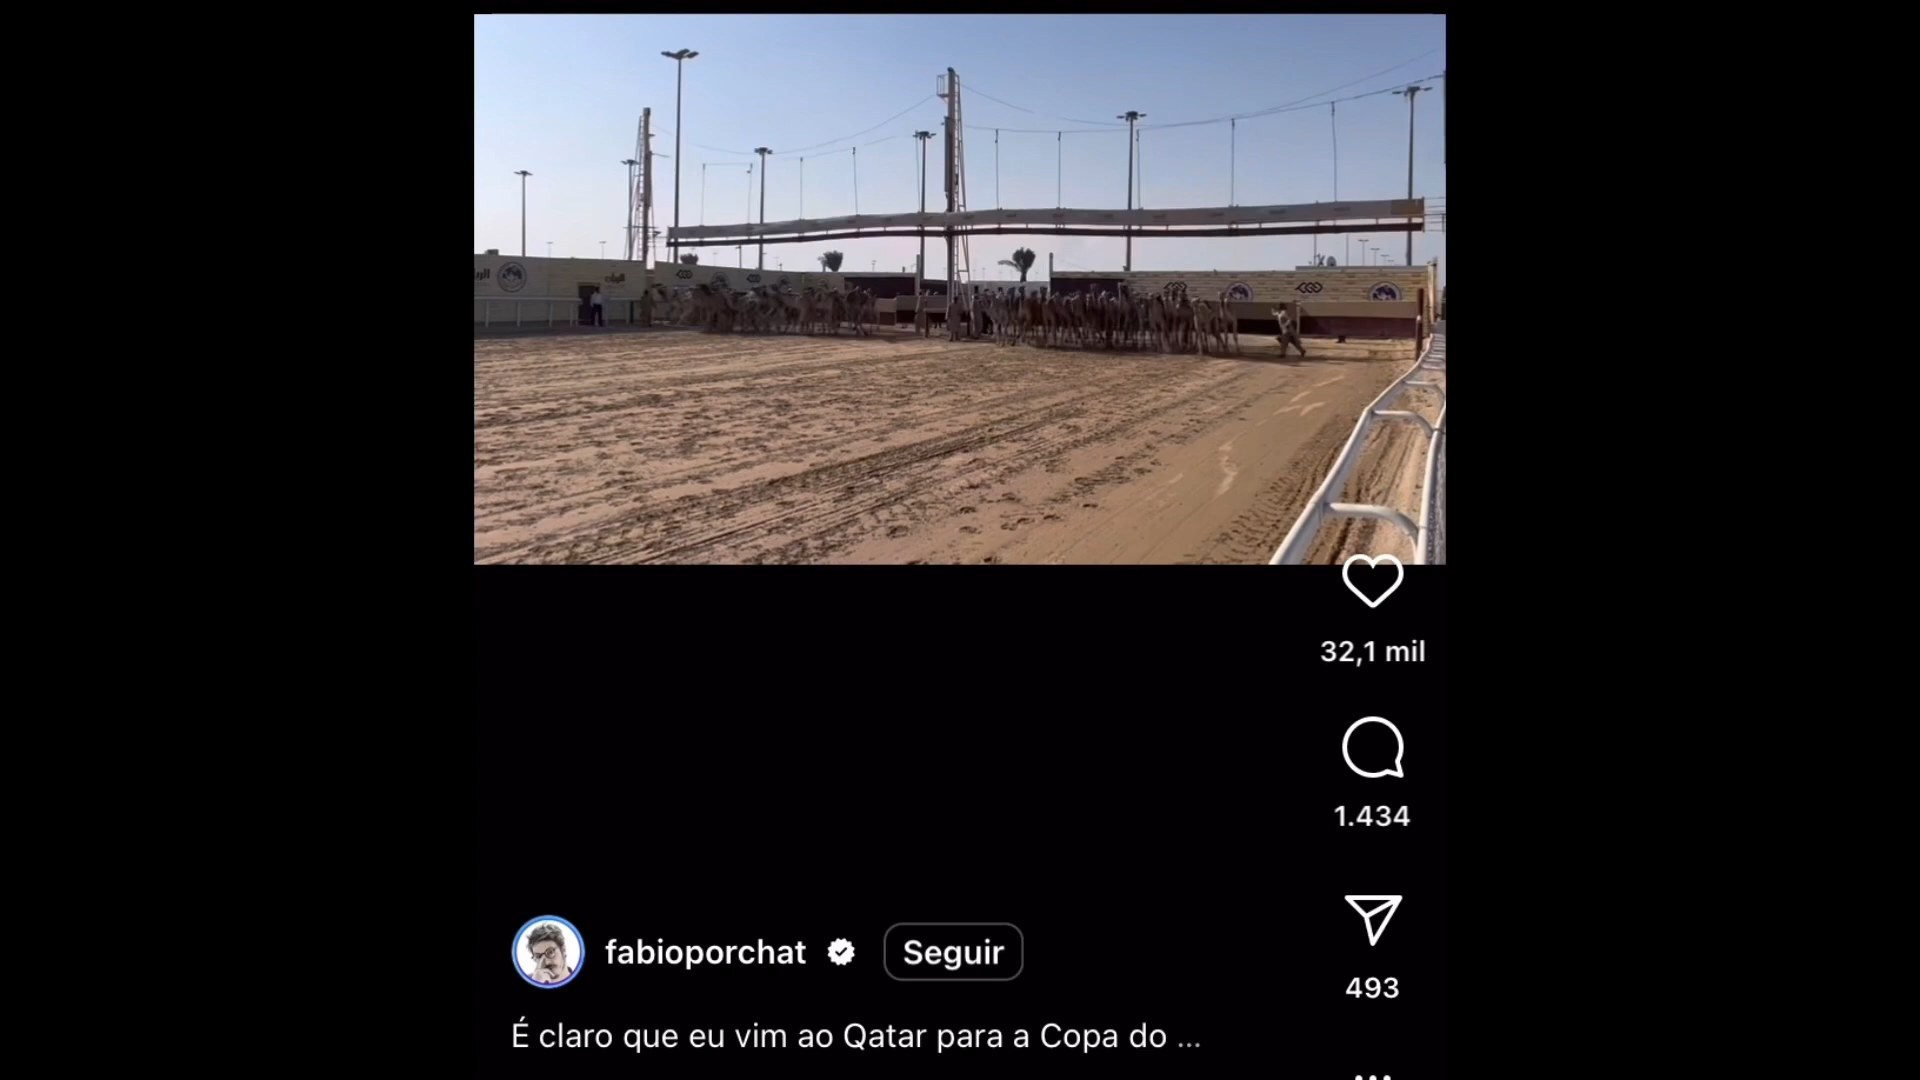 32,1 mil
1.434
fabioporchat
Seguir
493
É claro que eu vim ao Qatar para a Copa do ...